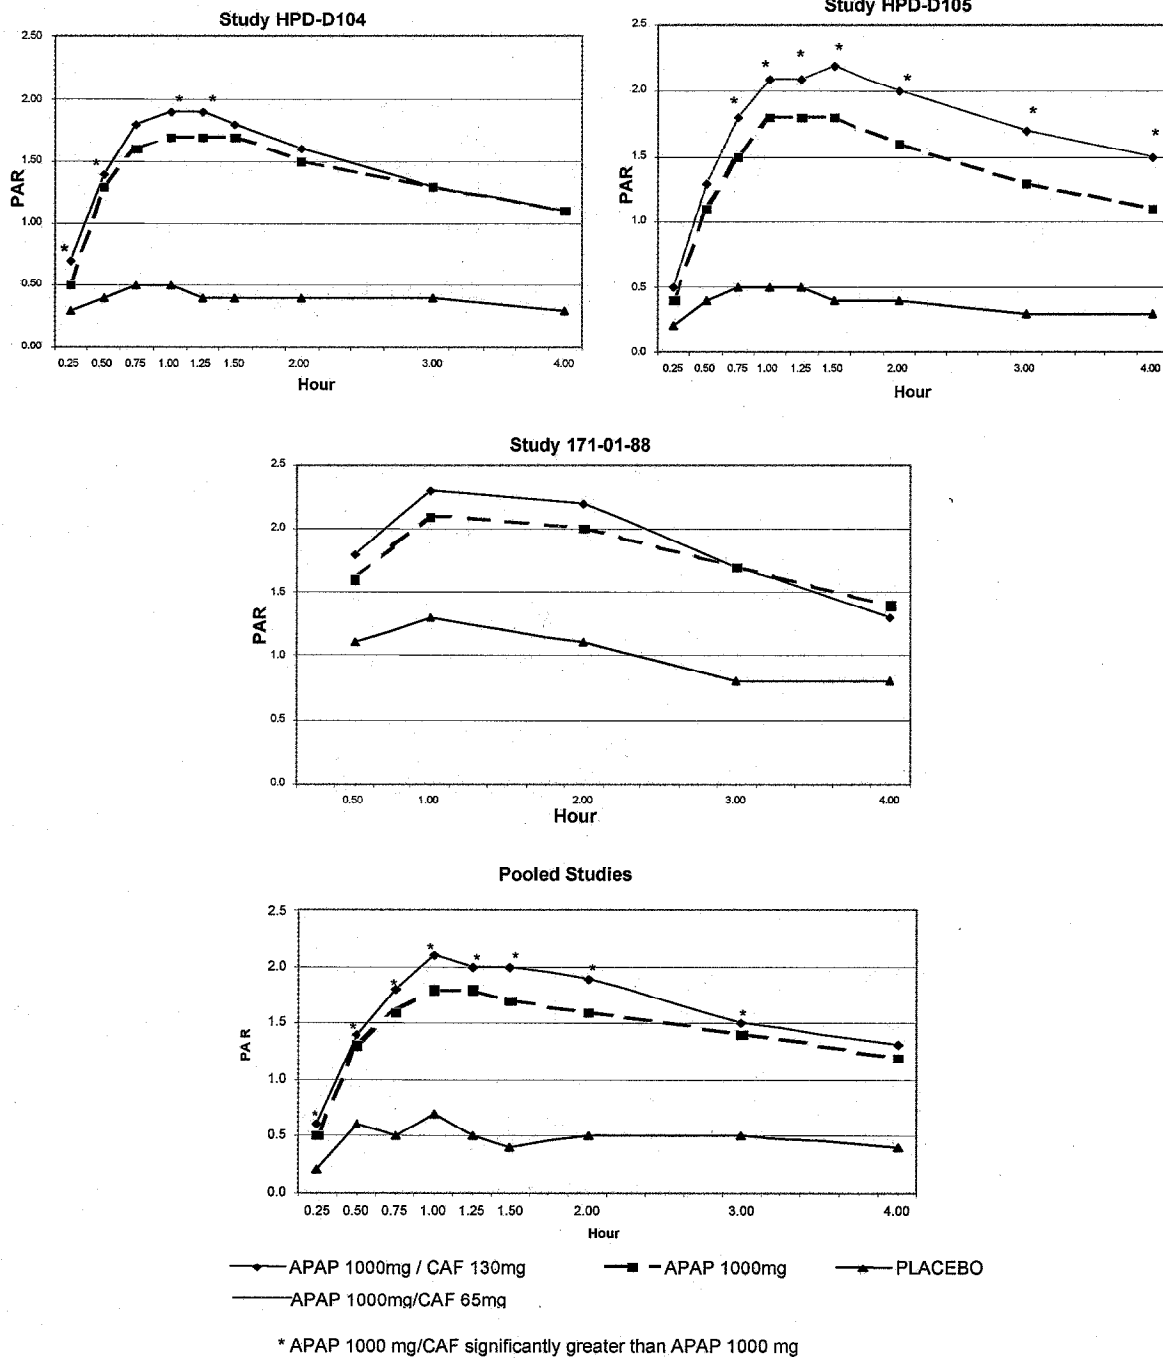 Study HPD-D104
2.50
2.00
1.50
1.00
0.50
0.00
PAR
* * * *
0.25 0.50 0.75 1.00 1.25 1.50 2.00 3.00 4.00
Hour
Study HPD-D105
2.5
2.0
1.5
1.0
0.5
0.0
PAR
* * * * * * *
0.25 0.50 0.75 1.00 1.25 1.50 2.00 3.00 4.00
Hour
Study 171-01-88
2.5
2.0
1.5
1.0
0.5
0.0
PAR
0.50 1.00 2.00 3.00 4.00
Hour
Pooled Studies
2.5
2.0
1.5
1.0
0.5
0.0
PAR
* * * * * * * *
0.25 0.50 0.75 1.00 1.25 1.50 2.00 3.00 4.00
Hour
APAP 1000mg / CAF 130mg APAP 1000mg PLACEBO
APAP 1000mg/CAF 65mg
* APAP 1000 mg/CAF significantly greater than APAP 1000 mg